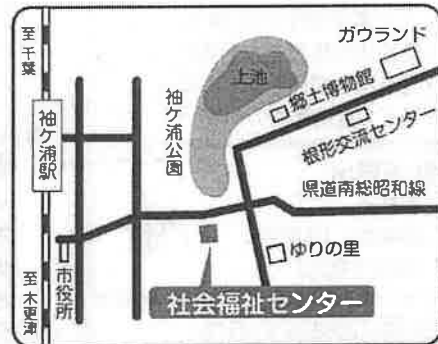 至千葉
袖ケ浦駅
至木更津
市役所
袖ケ浦公園
上池
ガウランド
郷土博物館
根形交流センター
県道南総昭和線
ゆりの里
社会福祉センター